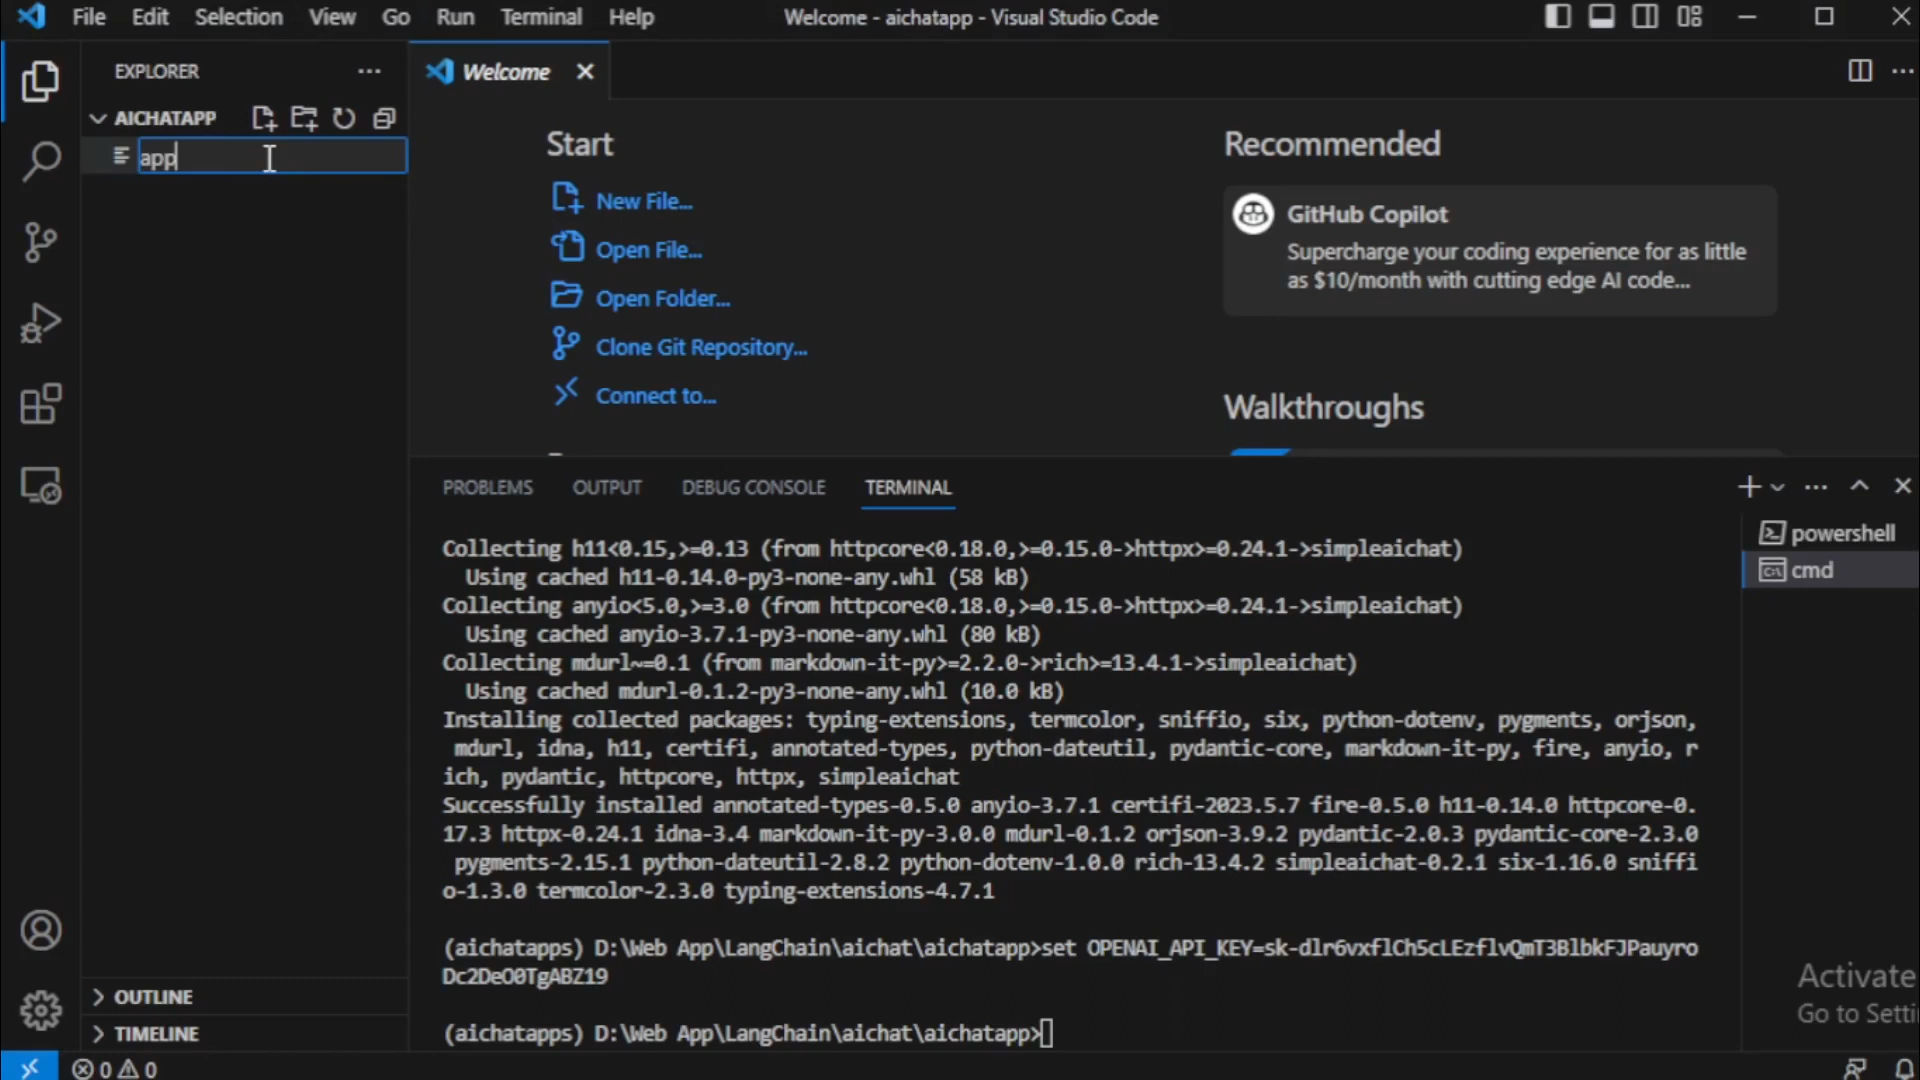 File Edit Selection View Go Run Terminal Help
Welcome - aichatapp - Visual Studio Code
EXPLORER
AICHATAPP
app
OUTLINE
TIMELINE
Welcome
Start
New File...
Open File...
Open Folder...
Clone Git Repository...
Connect to...
Recommended
GitHub Copilot
Supercharge your coding experience for as little
as $10/month with cutting edge AI code...
Walkthroughs
PROBLEMS OUTPUT DEBUG CONSOLE TERMINAL
powershell
cmd
Collecting h11<0.15,>=0.13 (from httpcore<0.18.0,>=0.15.0->httpx>=0.24.1->simpleaichat)
Using cached h11-0.14.0-py3-none-any.whl (58 kB)
Collecting anyio<5.0,>=3.0 (from httpcore<0.18.0,>=0.15.0->httpx>=0.24.1->simpleaichat)
Using cached anyio-3.7.1-py3-none-any.whl (80 kB)
Collecting mdurl~=0.1 (from markdown-it-py>=2.2.0->rich>=13.4.1->simpleaichat)
Using cached mdurl-0.1.2-py3-none-any.whl (10.0 kB)
Installing collected packages: typing-extensions, termcolor, sniffio, six, python-dotenv, pygments, orjson,
mdurl, idna, h11, certifi, annotated-types, python-dateutil, pydantic-core, markdown-it-py, fire, anyio, r
ich, pydantic, httpcore, httpx, simpleaichat
Successfully installed annotated-types-0.5.0 anyio-3.7.1 certifi-2023.5.7 fire-0.5.0 h11-0.14.0 httpcore-0.
17.3 httpx-0.24.1 idna-3.4 markdown-it-py-3.0.0 mdurl-0.1.2 orjson-3.9.2 pydantic-2.0.3 pydantic-core-2.3.0
pygments-2.15.1 python-dateutil-2.8.2 python-dotenv-1.0.0 rich-13.4.2 simpleaichat-0.2.1 six-1.16.0 sniffi
o-1.3.0 termcolor-2.3.0 typing-extensions-4.7.1
(aichatapps) D:\Web App\LangChain\aichat\aichatapp>set OPENAI_API_KEY=sk-dlr6vxflCh5cLEzflvQmT3BlbkFJPauyro
Dc2DeO0TgABZ19
(aichatapps) D:\Web App\LangChain\aichat\aichatapp>
Activate
Go to Setti
0 0